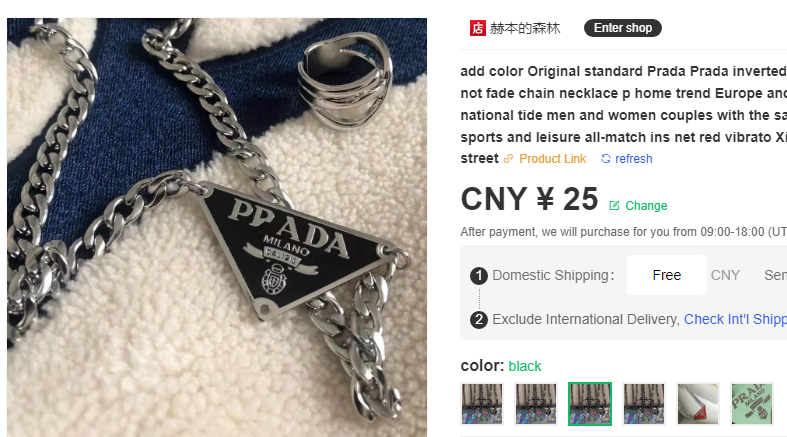 PPADA
MILANO
店 赫本的森林 Enter shop
add color Original standard Prada Prada inverted
not fade chain necklace p home trend Europe and
national tide men and women couples with the sa
sports and leisure all-match ins net red vibrato Xi
street Product Link refresh
CNY ¥ 25 Change
After payment, we will purchase for you from 09:00-18:00 (UT
1 Domestic Shipping: Free CNY Sen
2 Exclude International Delivery, Check Int'l Shipp
color: black
PRADA
MILANO